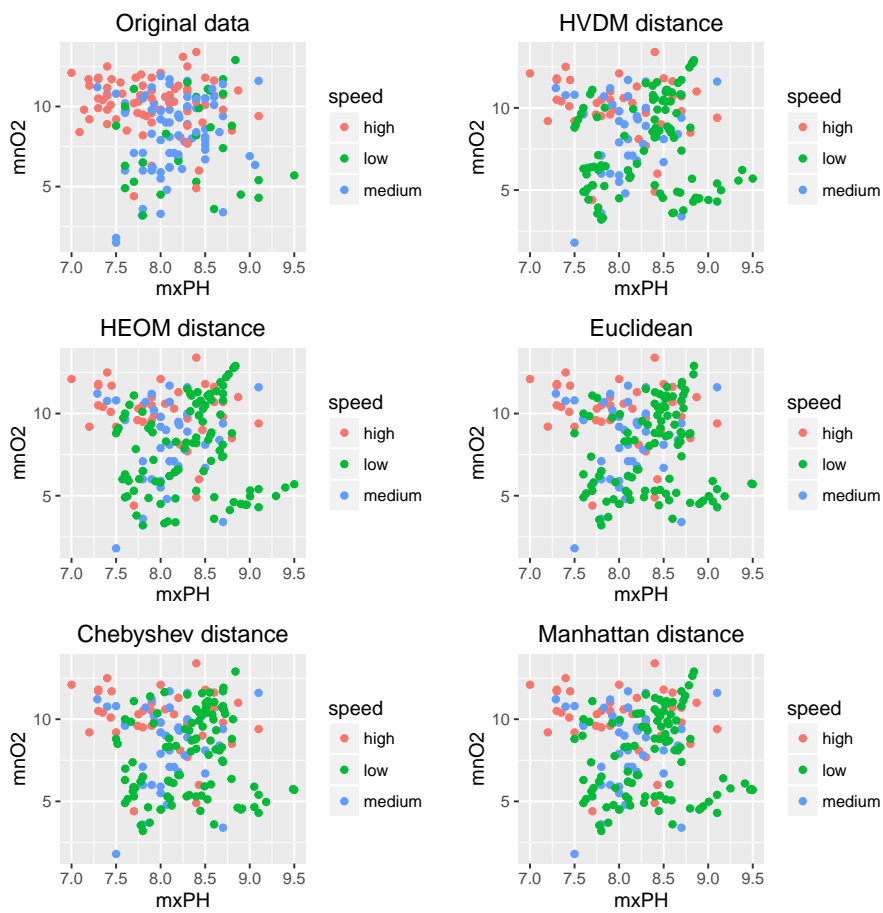 Original data
mnO2
10
5
7.0 7.5 8.0 8.5 9.0 9.5
mxPH
speed
high
low
medium
HVDM distance
mnO2
10
5
7.0 7.5 8.0 8.5 9.0 9.5
mxPH
speed
high
low
medium
HEOM distance
mnO2
10
5
7.0 7.5 8.0 8.5 9.0 9.5
mxPH
speed
high
low
medium
Euclidean
mnO2
10
5
7.0 7.5 8.0 8.5 9.0 9.5
mxPH
speed
high
low
medium
Chebyshev distance
mnO2
10
5
7.0 7.5 8.0 8.5 9.0 9.5
mxPH
speed
high
low
medium
Manhattan distance
mnO2
10
5
7.0 7.5 8.0 8.5 9.0 9.5
mxPH
speed
high
low
medium